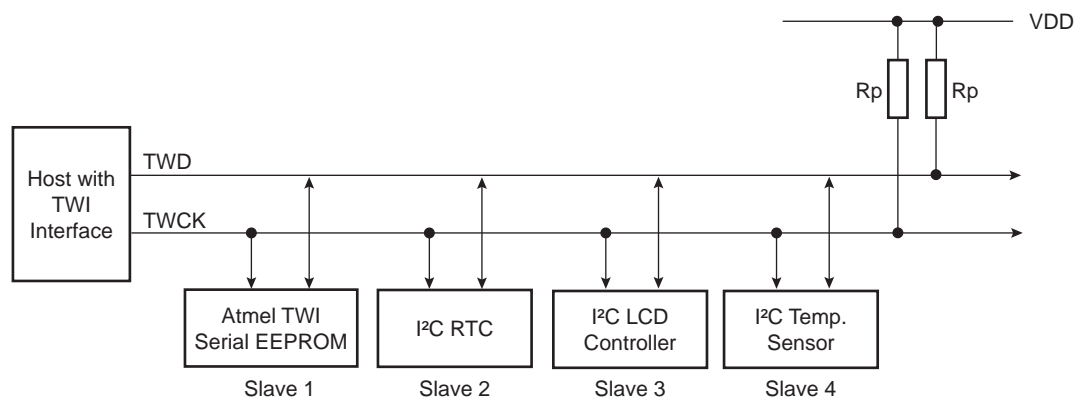 VDD
Rp
Rp
Host with
TWI
Interface
TWD
TWCK
Atmel TWI
Serial EEPROM
I²C RTC
I²C LCD
Controller
I²C Temp.
Sensor
Slave 1
Slave 2
Slave 3
Slave 4